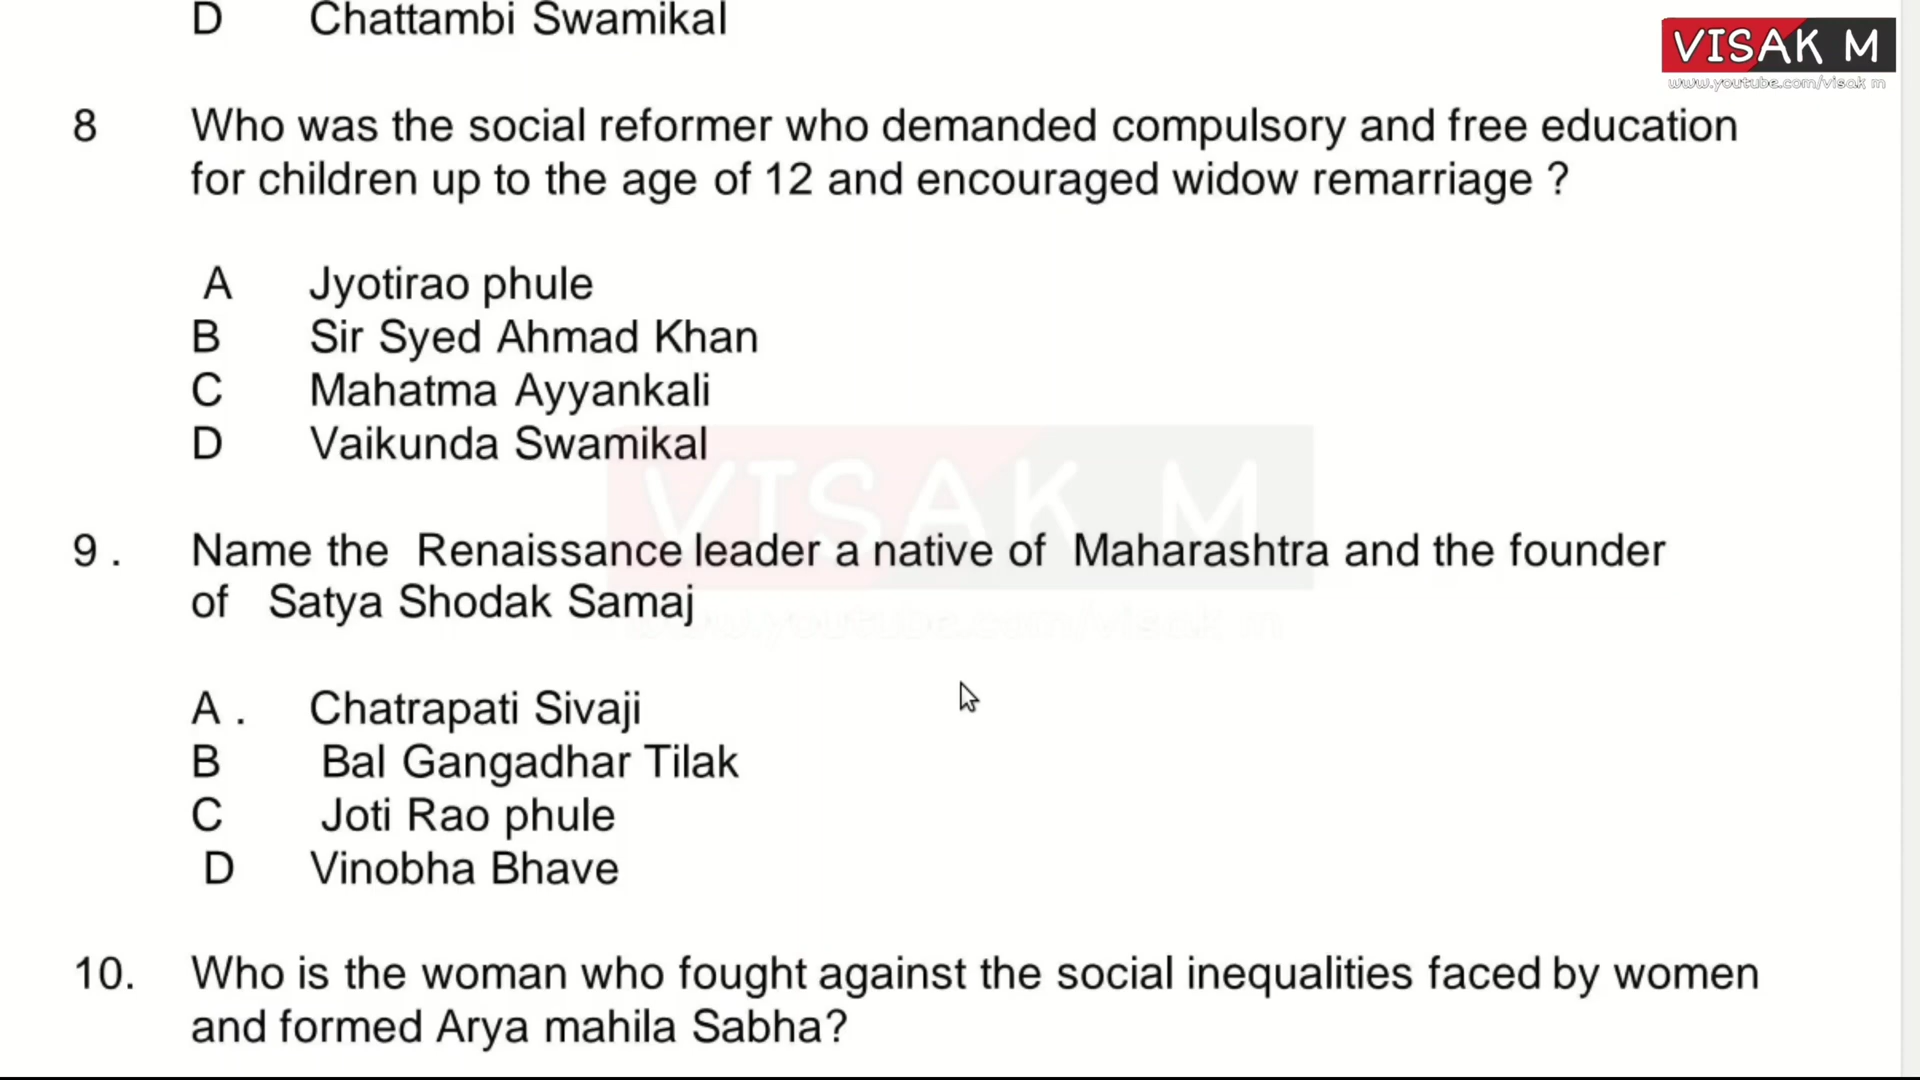 D Chattambi Swamikal
VISAK M
www.youtube.com/visak m
8 Who was the social reformer who demanded compulsory and free education
for children up to the age of 12 and encouraged widow remarriage ?
A Jyotirao phule
B Sir Syed Ahmad Khan
C Mahatma Ayyankali
D Vaikunda Swamikal
VISAK M
9 . Name the Renaissance leader a native of Maharashtra and the founder
of Satya Shodak Samaj
www.youtube.com/visak m
A . Chatrapati Sivaji
B Bal Gangadhar Tilak
C Joti Rao phule
D Vinobha Bhave
10. Who is the woman who fought against the social inequalities faced by women
and formed Arya mahila Sabha?